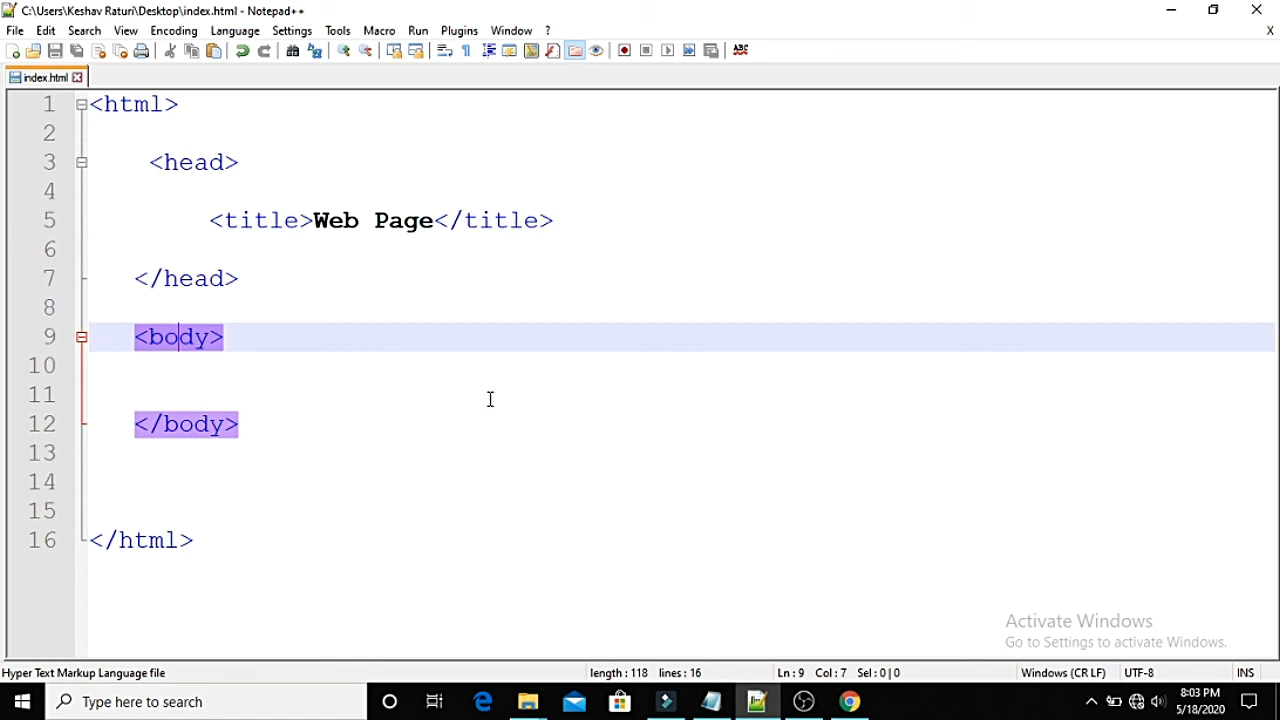 C:\Users\Keshav Raturi\Desktop\index.html - Notepad++
File Edit Search View Encoding Language Settings Tools Macro Run Plugins Window ? X
ABC
index.html
1 <html>
2
3 <head>
4
5 <title>Web Page</title>
6
7 </head>
8
9 <body>
10
11
12 </body>
13
14
15
16 </html>
Activate Windows
Go to Settings to activate Windows.
Hyper Text Markup Language file length : 118 lines : 16 Ln : 9 Col : 7 Sel : 0 | 0 Windows (CR LF) UTF-8 INS
Type here to search
8:03 PM
5/18/2020